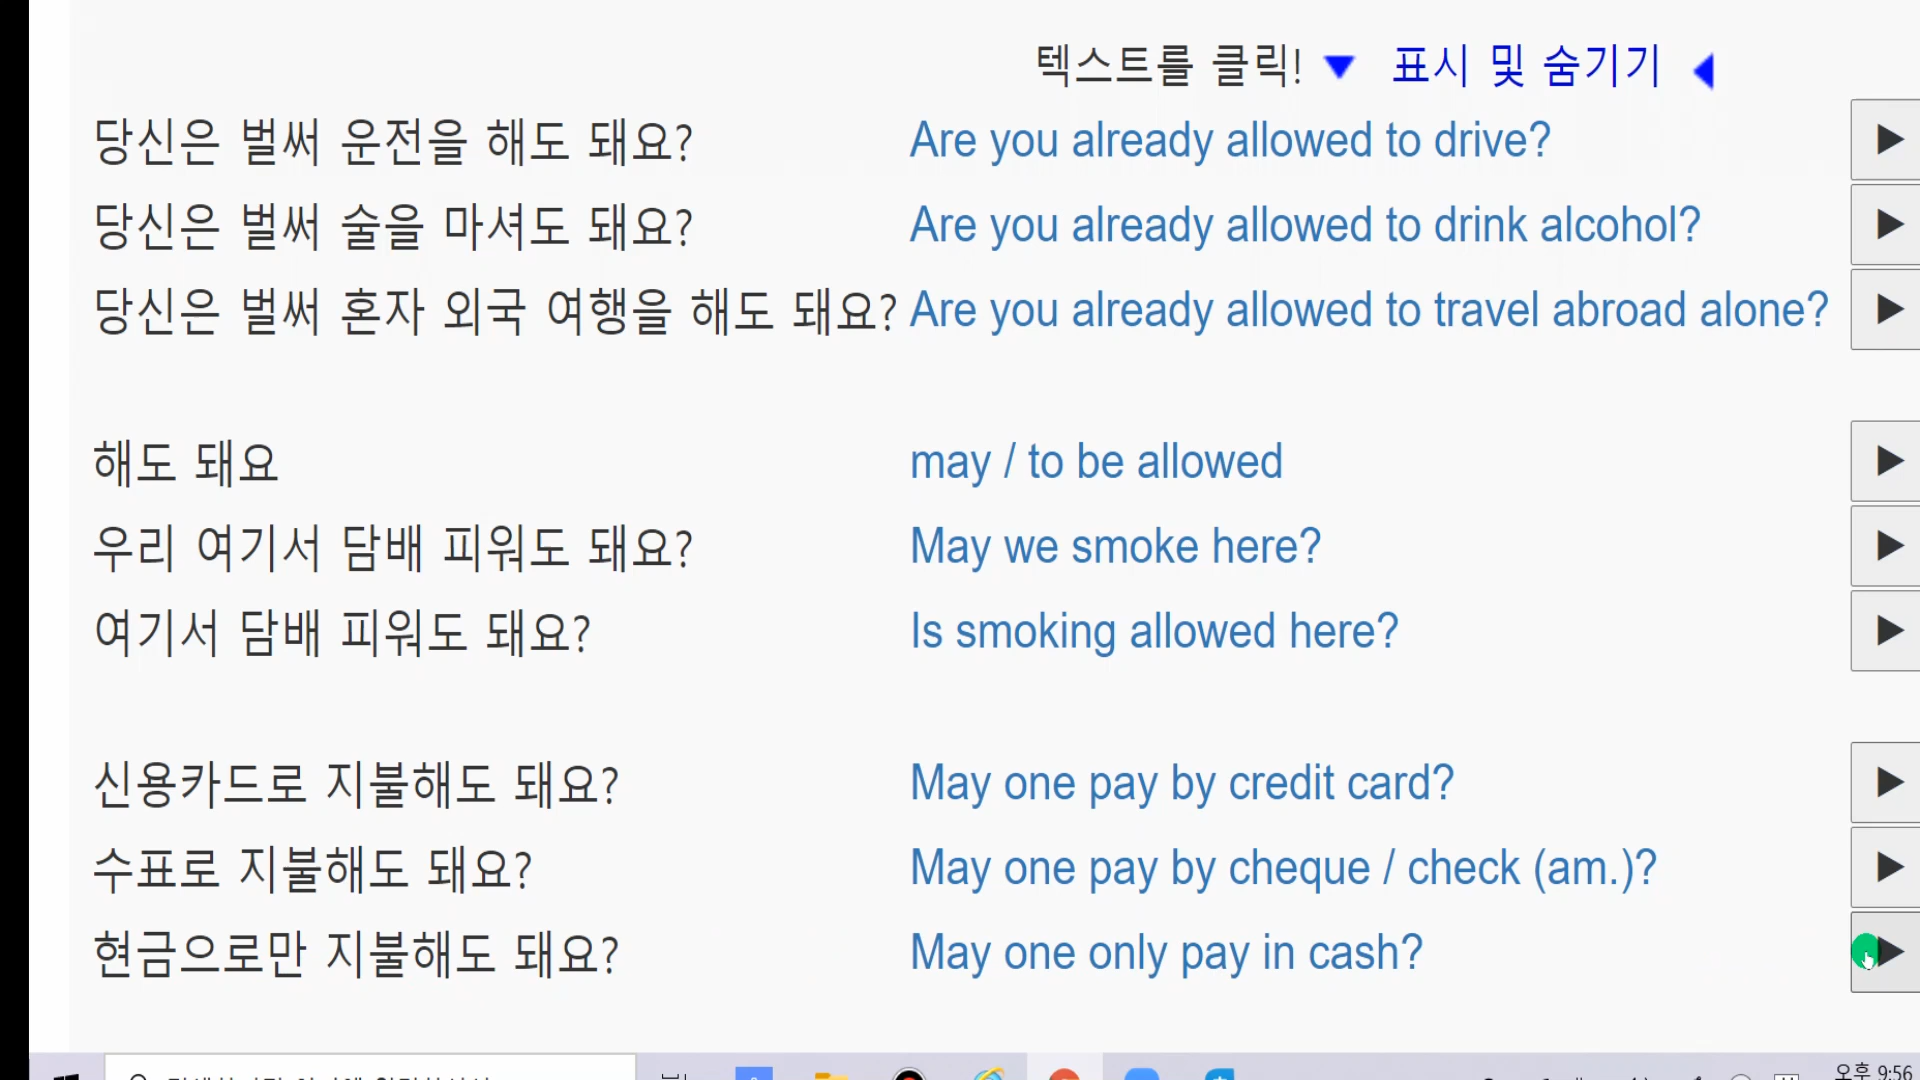 텍스트를 클릭! ▼ 표시 및 숨기기 ◀
당신은 벌써 운전을 해도 돼요? Are you already allowed to drive?
당신은 벌써 술을 마셔도 돼요? Are you already allowed to drink alcohol?
당신은 벌써 혼자 외국 여행을 해도 돼요? Are you already allowed to travel abroad alone?
해도 돼요 may / to be allowed
우리 여기서 담배 피워도 돼요? May we smoke here?
여기서 담배 피워도 돼요? Is smoking allowed here?
신용카드로 지불해도 돼요? May one pay by credit card?
수표로 지불해도 돼요? May one pay by cheque / check (am.)?
현금으로만 지불해도 돼요? May one only pay in cash?
오후 9:56